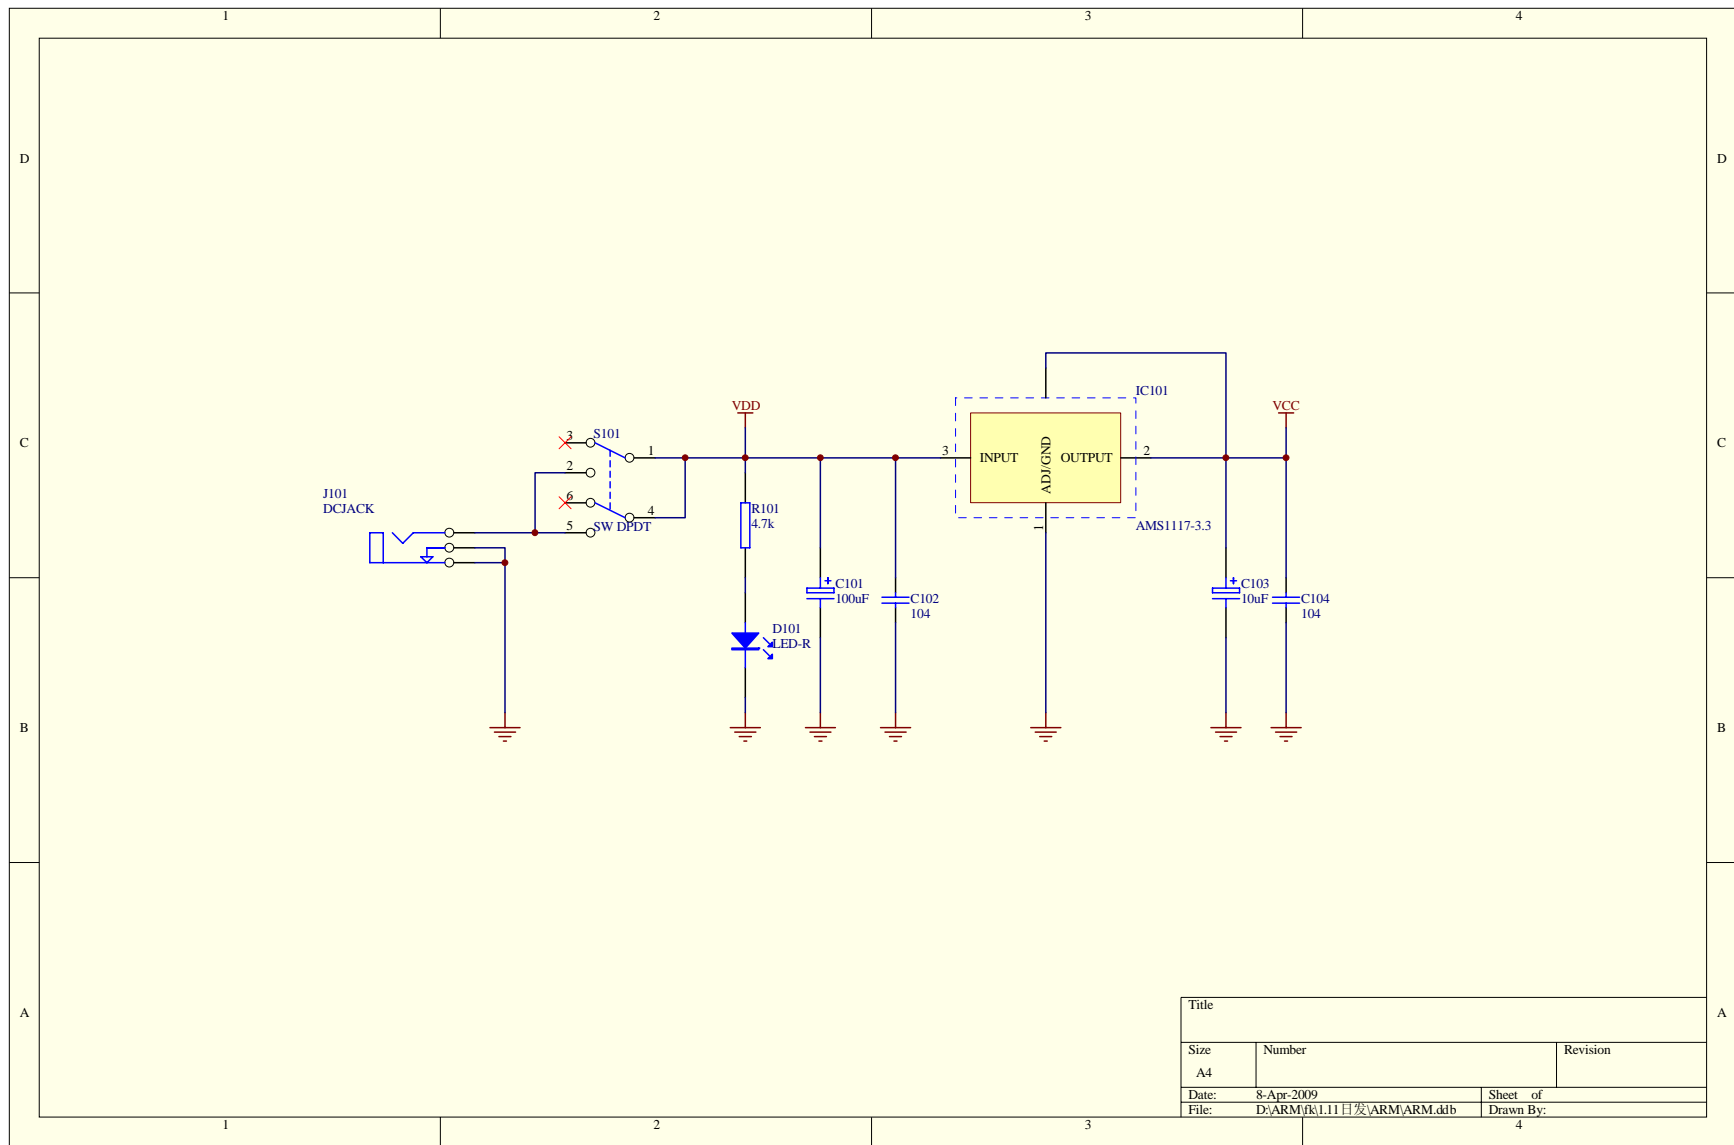 1
2
3
4
D
D
C
C
B
B
A
A
VDD
IC101
VCC
3
S101
1
2
6
4
5
SW DPDT
J101
DCJACK
R101
4.7k
3
INPUT
ADJ/GND
OUTPUT
2
1
AMS1117-3.3
C101
100uF
C102
104
C103
10uF
C104
104
D101
LED-R
Title
Size
A4
Number
Revision
Date:
8-Apr-2009
Sheet of
File:
D:\ARM\fk\1.11日发\ARM\ARM.ddb
Drawn By:
1
2
3
4